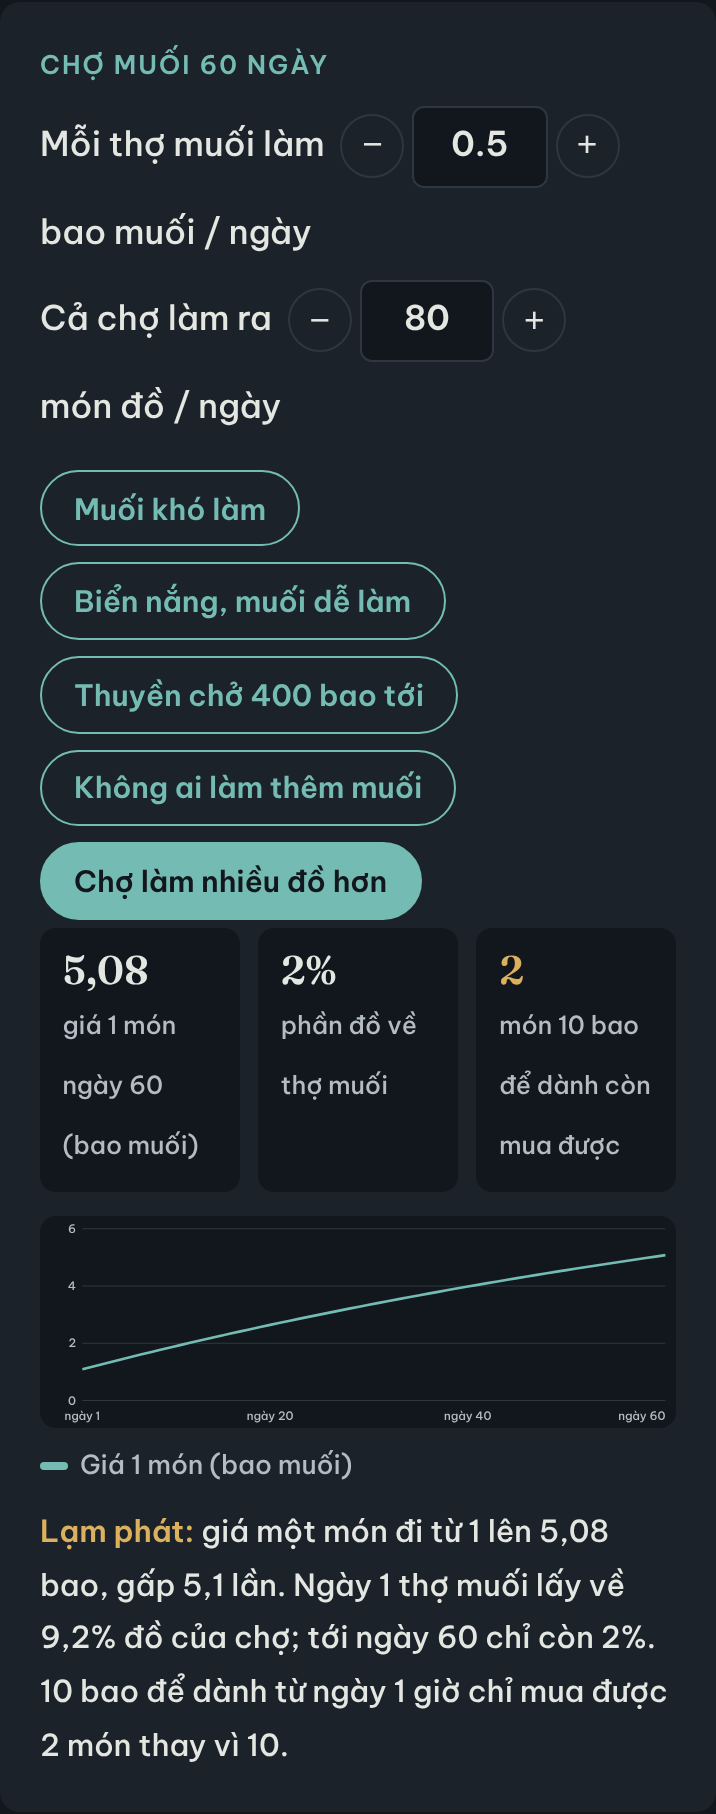 CHỢ MUỐI 60 NGÀY
Mỗi thợ muối làm − 0.5 +
bao muối / ngày
Cả chợ làm ra − 80 +
món đồ / ngày
Muối khó làm
Biển nắng, muối dễ làm
Thuyền chở 400 bao tới
Không ai làm thêm muối
Chợ làm nhiều đồ hơn
5,08
giá 1 món
ngày 60
(bao muối)
2%
phần đồ về
thợ muối
2
món 10 bao
để dành còn
mua được
6
4
2
0
ngày 1 ngày 20 ngày 40 ngày 60
Giá 1 món (bao muối)
Lạm phát: giá một món đi từ 1 lên 5,08
bao, gấp 5,1 lần. Ngày 1 thợ muối lấy về
9,2% đồ của chợ; tới ngày 60 chỉ còn 2%.
10 bao để dành từ ngày 1 giờ chỉ mua được
2 món thay vì 10.